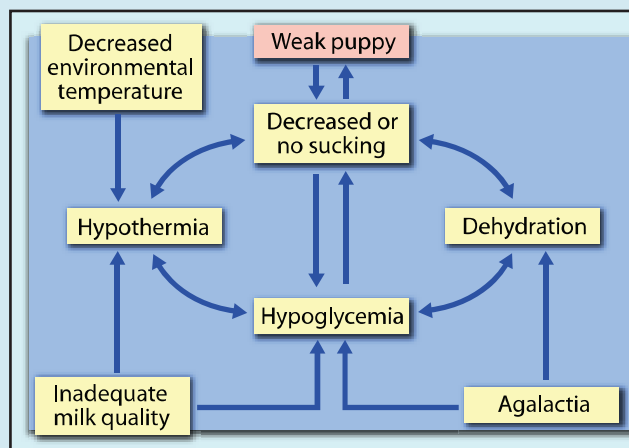 Decreased
environmental
temperature
Weak puppy
Decreased or
no sucking
Hypothermia
Dehydration
Hypoglycemia
Inadequate
milk quality
Agalactia